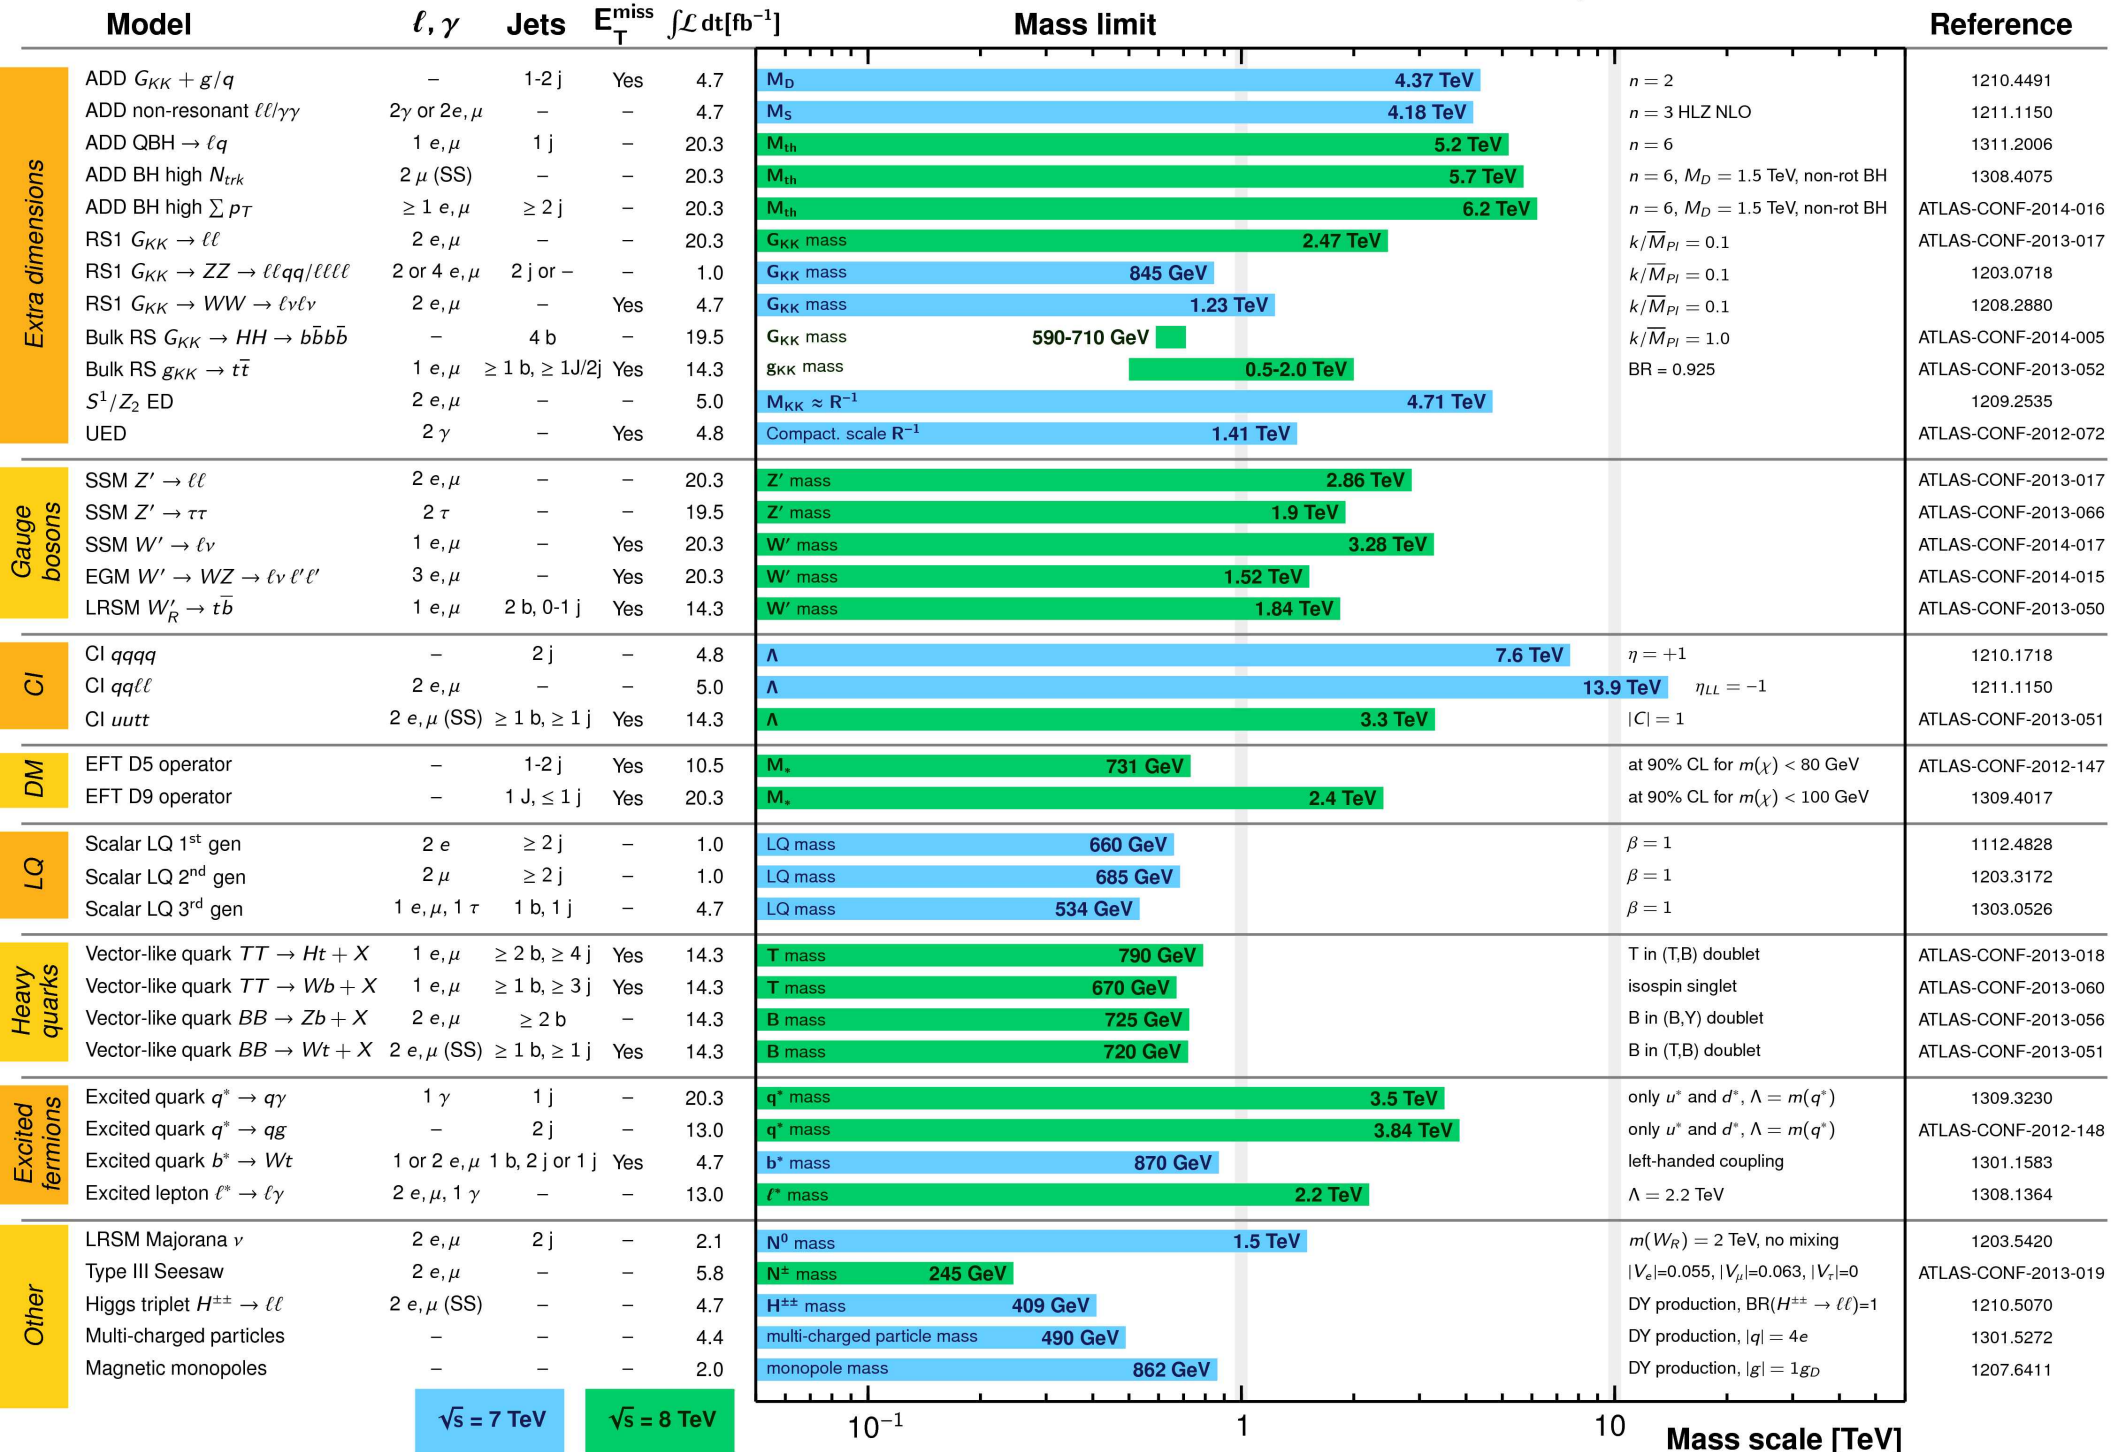 Model ℓ, γ Jets E_T^miss ∫L dt[fb⁻¹] Mass limit Reference
Extra dimensions
ADD G_KK + g/q – 1-2 j Yes 4.7 M_D 4.37 TeV n = 2 1210.4491
ADD non-resonant ℓℓ/γγ 2γ or 2e, μ – – 4.7 M_S 4.18 TeV n = 3 HLZ NLO 1211.1150
ADD QBH → ℓq 1 e, μ 1 j – 20.3 M_th 5.2 TeV n = 6 1311.2006
ADD BH high N_trk 2 μ (SS) – – 20.3 M_th 5.7 TeV n = 6, M_D = 1.5 TeV, non-rot BH 1308.4075
ADD BH high ∑ p_T ≥ 1 e, μ ≥ 2 j – 20.3 M_th 6.2 TeV n = 6, M_D = 1.5 TeV, non-rot BH ATLAS-CONF-2014-016
RS1 G_KK → ℓℓ 2 e, μ – – 20.3 G_KK mass 2.47 TeV k/M̅_Pl = 0.1 ATLAS-CONF-2013-017
RS1 G_KK → ZZ → ℓℓqq/ℓℓℓℓ 2 or 4 e, μ 2 j or – – 1.0 G_KK mass 845 GeV k/M̅_Pl = 0.1 1203.0718
RS1 G_KK → WW → ℓνℓν 2 e, μ – Yes 4.7 G_KK mass 1.23 TeV k/M̅_Pl = 0.1 1208.2880
Bulk RS G_KK → HH → bb̅bb̅ – 4 b – 19.5 G_KK mass 590-710 GeV k/M̅_Pl = 1.0 ATLAS-CONF-2014-005
Bulk RS g_KK → tt̅ 1 e, μ ≥ 1 b, ≥ 1J/2j Yes 14.3 g_KK mass 0.5-2.0 TeV BR = 0.925 ATLAS-CONF-2013-052
S¹/Z₂ ED 2 e, μ – – 5.0 M_KK ≈ R⁻¹ 4.71 TeV 1209.2535
UED 2 γ – Yes 4.8 Compact. scale R⁻¹ 1.41 TeV ATLAS-CONF-2012-072
Gauge bosons
SSM Z′ → ℓℓ 2 e, μ – – 20.3 Z′ mass 2.86 TeV ATLAS-CONF-2013-017
SSM Z′ → ττ 2 τ – – 19.5 Z′ mass 1.9 TeV ATLAS-CONF-2013-066
SSM W′ → ℓν 1 e, μ – Yes 20.3 W′ mass 3.28 TeV ATLAS-CONF-2014-017
EGM W′ → WZ → ℓν ℓ′ℓ′ 3 e, μ – Yes 20.3 W′ mass 1.52 TeV ATLAS-CONF-2014-015
LRSM W′_R → tb̅ 1 e, μ 2 b, 0-1 j Yes 14.3 W′ mass 1.84 TeV ATLAS-CONF-2013-050
CI
CI qqqq – 2 j – 4.8 Λ 7.6 TeV η = +1 1210.1718
CI qqℓℓ 2 e, μ – – 5.0 Λ 13.9 TeV η_LL = −1 1211.1150
CI uutt 2 e, μ (SS) ≥ 1 b, ≥ 1 j Yes 14.3 Λ 3.3 TeV |C| = 1 ATLAS-CONF-2013-051
DM
EFT D5 operator – 1-2 j Yes 10.5 M_* 731 GeV at 90% CL for m(χ) < 80 GeV ATLAS-CONF-2012-147
EFT D9 operator – 1 J, ≤ 1 j Yes 20.3 M_* 2.4 TeV at 90% CL for m(χ) < 100 GeV 1309.4017
LQ
Scalar LQ 1st gen 2 e ≥ 2 j – 1.0 LQ mass 660 GeV β = 1 1112.4828
Scalar LQ 2nd gen 2 μ ≥ 2 j – 1.0 LQ mass 685 GeV β = 1 1203.3172
Scalar LQ 3rd gen 1 e, μ, 1 τ 1 b, 1 j – 4.7 LQ mass 534 GeV β = 1 1303.0526
Heavy quarks
Vector-like quark TT → Ht + X 1 e, μ ≥ 2 b, ≥ 4 j Yes 14.3 T mass 790 GeV T in (T,B) doublet ATLAS-CONF-2013-018
Vector-like quark TT → Wb + X 1 e, μ ≥ 1 b, ≥ 3 j Yes 14.3 T mass 670 GeV isospin singlet ATLAS-CONF-2013-060
Vector-like quark BB → Zb + X 2 e, μ ≥ 2 b – 14.3 B mass 725 GeV B in (B,Y) doublet ATLAS-CONF-2013-056
Vector-like quark BB → Wt + X 2 e, μ (SS) ≥ 1 b, ≥ 1 j Yes 14.3 B mass 720 GeV B in (T,B) doublet ATLAS-CONF-2013-051
Excited fermions
Excited quark q* → qγ 1 γ 1 j – 20.3 q* mass 3.5 TeV only u* and d*, Λ = m(q*) 1309.3230
Excited quark q* → qg – 2 j – 13.0 q* mass 3.84 TeV only u* and d*, Λ = m(q*) ATLAS-CONF-2012-148
Excited quark b* → Wt 1 or 2 e, μ 1 b, 2 j or 1 j Yes 4.7 b* mass 870 GeV left-handed coupling 1301.1583
Excited lepton ℓ* → ℓγ 2 e, μ, 1 γ – – 13.0 ℓ* mass 2.2 TeV Λ = 2.2 TeV 1308.1364
Other
LRSM Majorana ν 2 e, μ 2 j – 2.1 N⁰ mass 1.5 TeV m(W_R) = 2 TeV, no mixing 1203.5420
Type III Seesaw 2 e, μ – – 5.8 N± mass 245 GeV |V_e|=0.055, |V_μ|=0.063, |V_τ|=0 ATLAS-CONF-2013-019
Higgs triplet H±± → ℓℓ 2 e, μ (SS) – – 4.7 H±± mass 409 GeV DY production, BR(H±± → ℓℓ)=1 1210.5070
Multi-charged particles – – – 4.4 multi-charged particle mass 490 GeV DY production, |q| = 4e 1301.5272
Magnetic monopoles – – – 2.0 monopole mass 862 GeV DY production, |g| = 1g_D 1207.6411
√s = 7 TeV √s = 8 TeV
10⁻¹ 1 10
Mass scale [TeV]